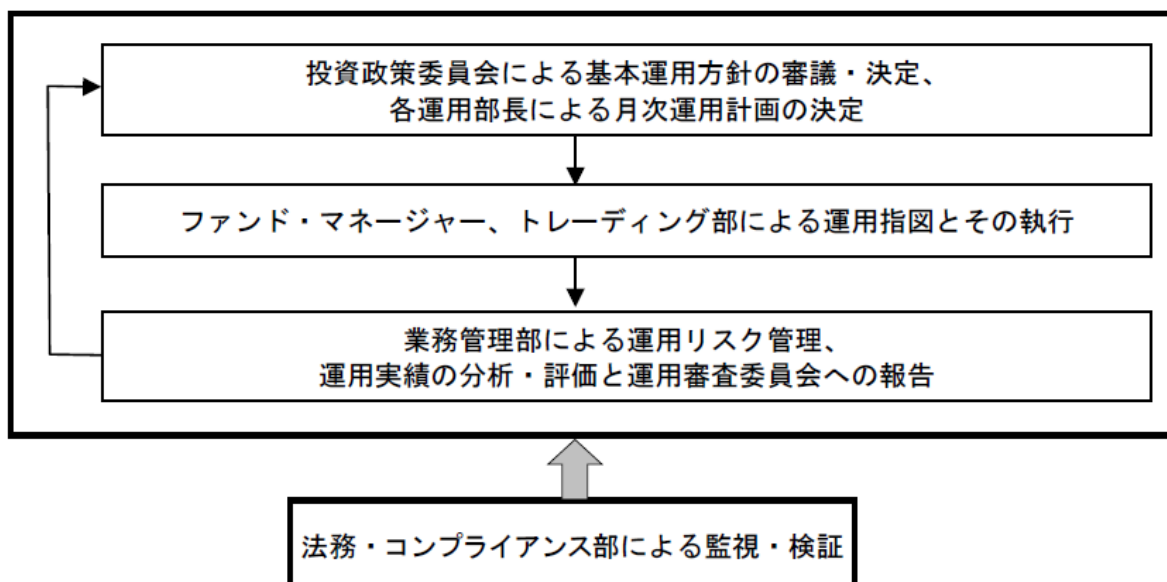 投資政策委員会による基本運用方針の審議・決定、
各運用部長による月次運用計画の決定
ファンド・マネージャー、トレーディング部による運用指図とその執行
業務管理部による運用リスク管理、
運用実績の分析・評価と運用審査委員会への報告
法務・コンプライアンス部による監視・検証